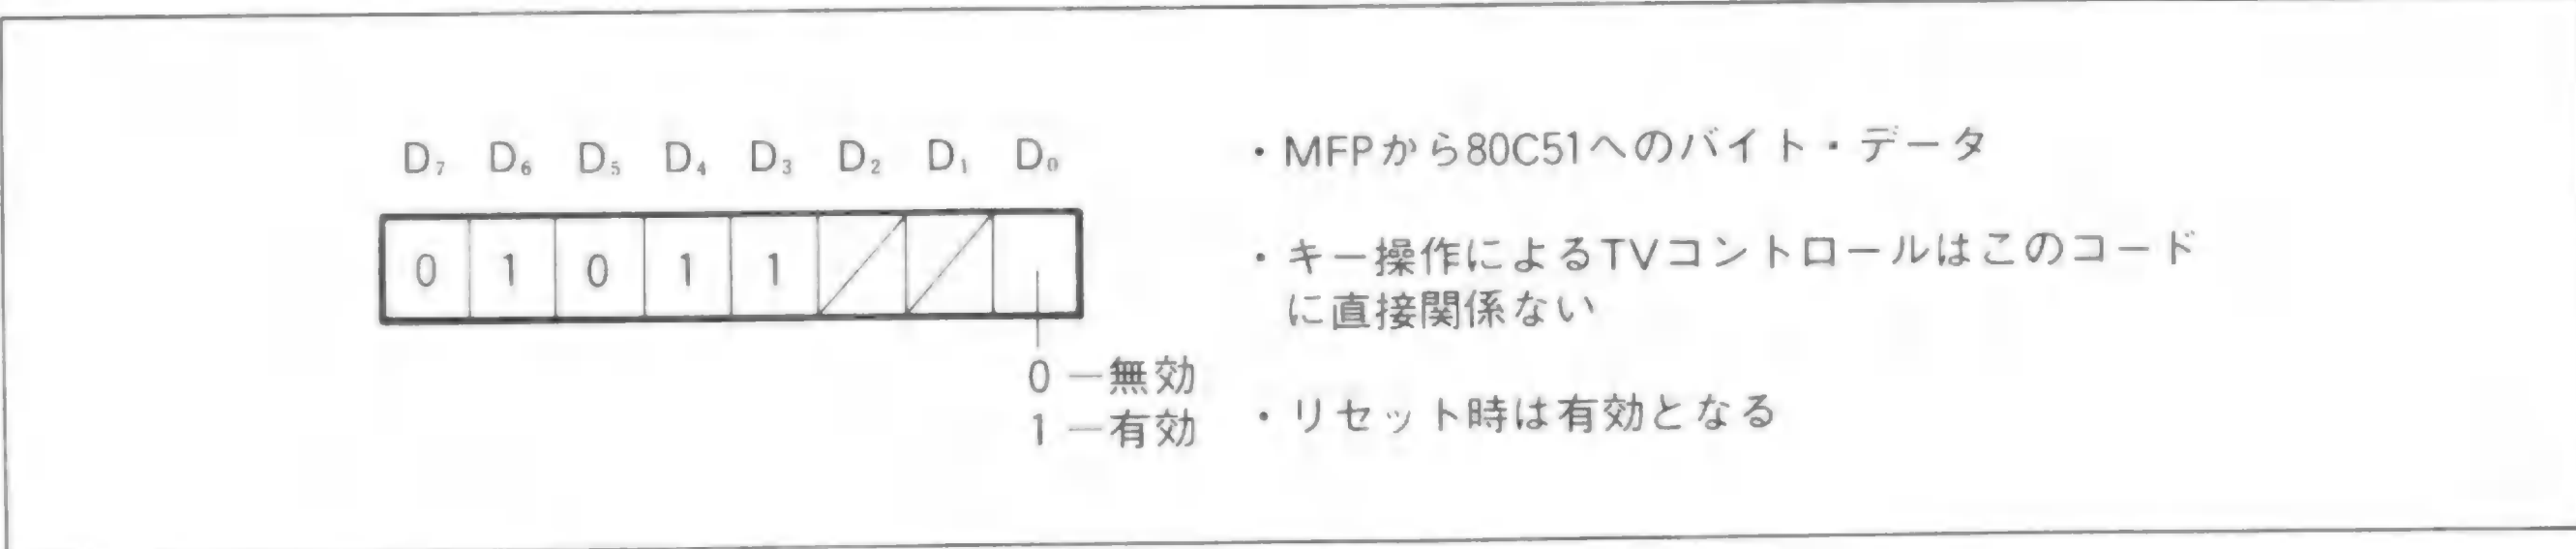 D₇ D₆ D₅ D₄ D₃ D₂ D₁ D₀
0 1 0 1 1
0 —無効
1 —有効
・MFPから80C51へのバイト・データ
・キー操作によるTVコントロールはこのコード
に直接関係ない
・リセット時は有効となる